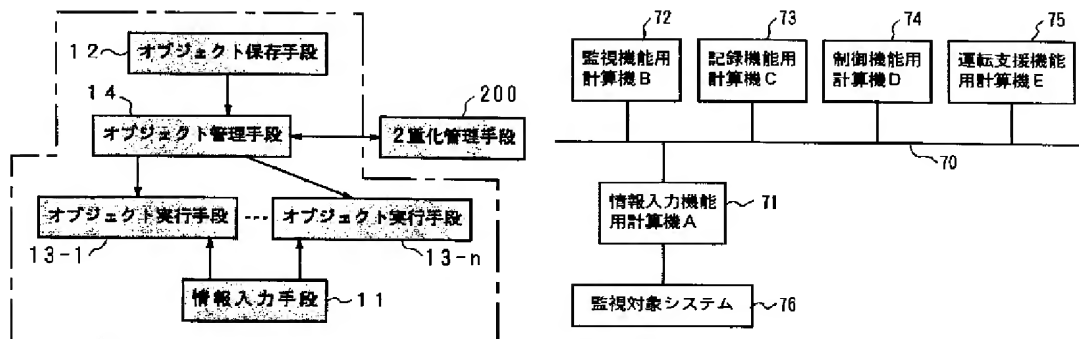 12
オブジェクト保存手段
14
オブジェクト管理手段
200
2重化管理手段
オブジェクト実行手段
...
オブジェクト実行手段
13-1
13-n
情報入力手段
11
72
監視機能用
計算機B
73
記録機能用
計算機C
74
制御機能用
計算機D
75
運転支援機能
用計算機E
70
情報入力機能
用計算機A
71
監視対象システム
76